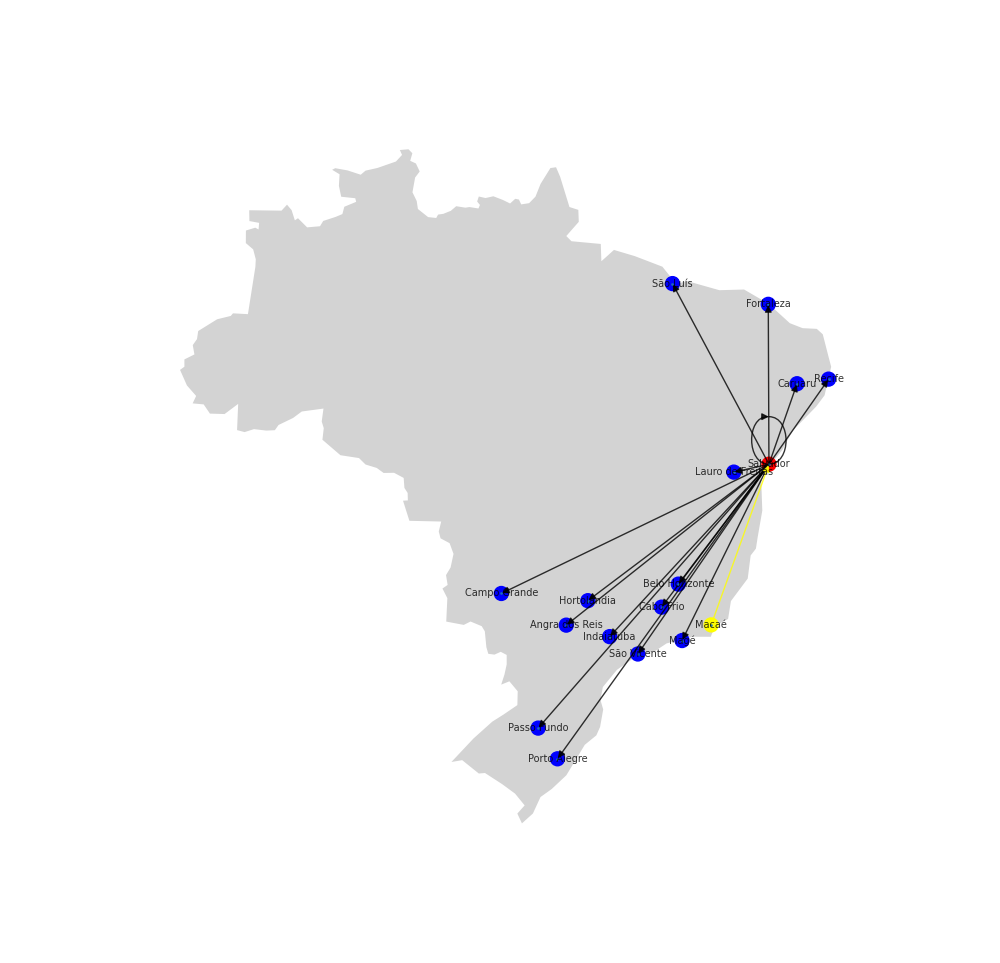 São Luís
Fortaleza
Recife
Caruaru
Salvador
Lauro de Freitas
Belo Horizonte
Campo Grande
Hortolândia
Cabo Frio
Angra dos Reis
Macaé
Indaiatuba
Magé
São Vicente
Passo Fundo
Porto Alegre